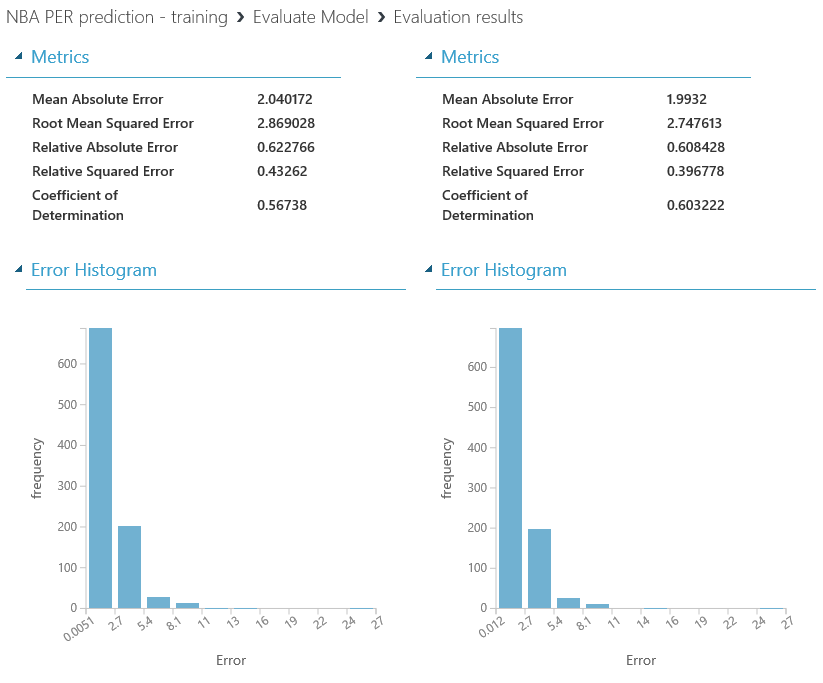 NBA PER prediction - training ❯ Evaluate Model ❯ Evaluation results
Metrics
Mean Absolute Error 2.040172
Root Mean Squared Error 2.869028
Relative Absolute Error 0.622766
Relative Squared Error 0.43262
Coefficient of
Determination 0.56738
Error Histogram
frequency
600
500
400
300
200
100
0
0.0051 2.7 5.4 8.1 11 13 16 19 22 24 27
Error
Metrics
Mean Absolute Error 1.9932
Root Mean Squared Error 2.747613
Relative Absolute Error 0.608428
Relative Squared Error 0.396778
Coefficient of
Determination 0.603222
Error Histogram
frequency
600
500
400
300
200
100
0
0.012 2.7 5.4 8.1 11 14 16 19 22 24 27
Error